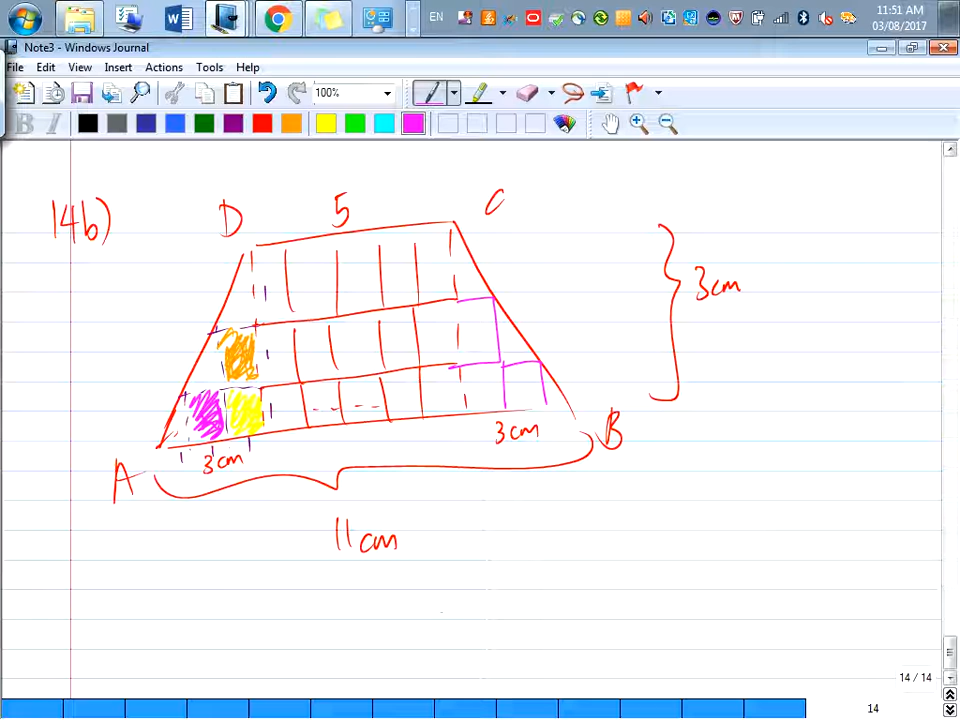 EN
11:51 AM
03/08/2017
Note3 - Windows Journal
File Edit View Insert Actions Tools Help
100%
B I
14b)
D 5 C
3cm
3cm 3cm
A B
11cm
14 / 14
14